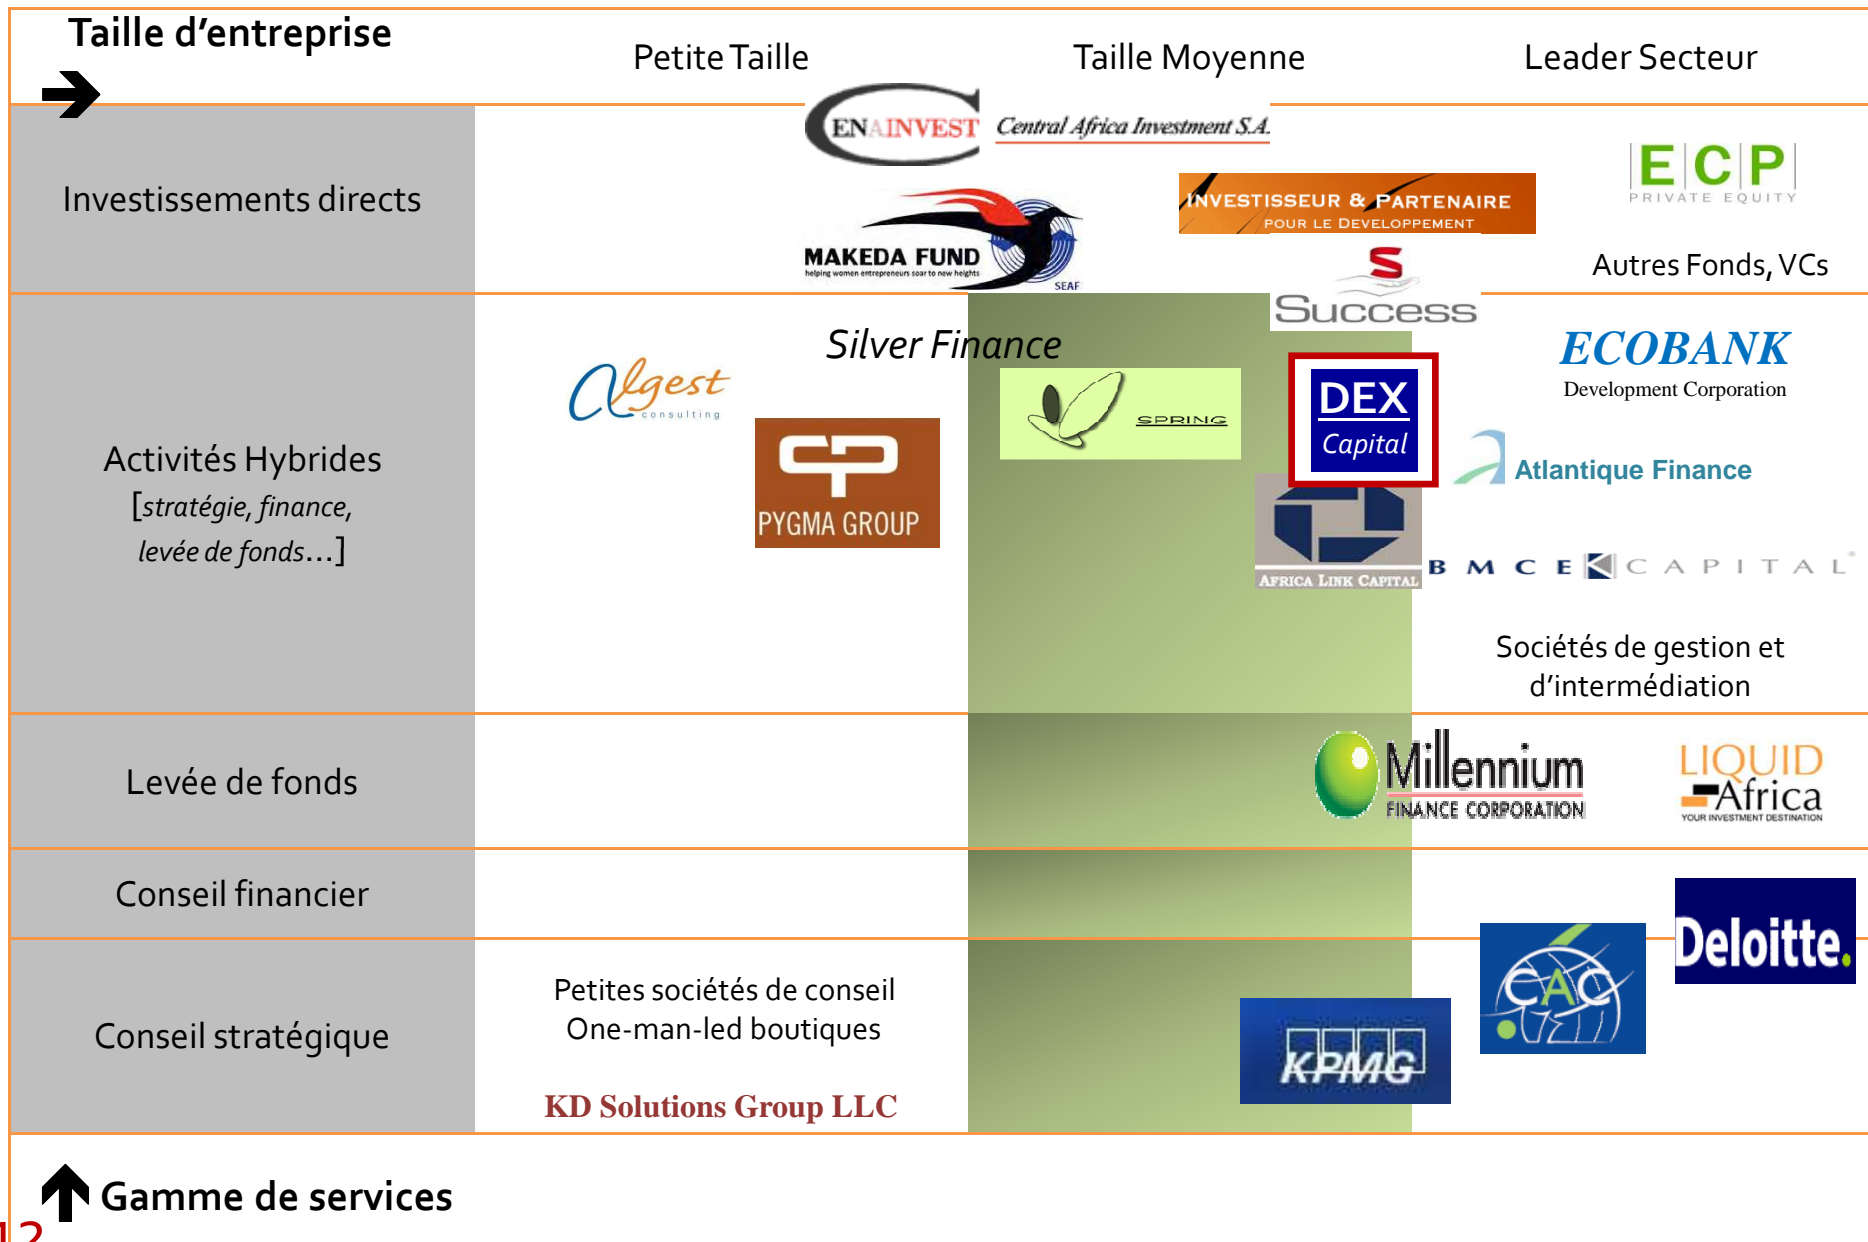 Taille d'entreprise
Petite Taille
Taille Moyenne
Leader Secteur
Investissements directs
CENAINVEST
Central Africa Investment S.A.
MAKEDA FUND
helping women entrepreneurs soar to new heights
SEAF
INVESTISSEUR & PARTENAIRE
POUR LE DEVELOPPEMENT
S
SUCCESS
|E|C|P|
PRIVATE EQUITY
Autres Fonds, VCs
Activités Hybrides
[stratégie, finance,
levée de fonds…]
Algest
consulting
Silver Finance
CP
PYGMA GROUP
SPRING
DEX
Capital
AFRICA LINK CAPITAL
ECOBANK
Development Corporation
Atlantique Finance
BMCE CAPITAL
Sociétés de gestion et
d'intermédiation
Levée de fonds
Millennium
FINANCE CORPORATION
LIQUID
Africa
YOUR INVESTMENT DESTINATION
Conseil financier
Deloitte.
Conseil stratégique
Petites sociétés de conseil
One-man-led boutiques
KD Solutions Group LLC
KPMG
CAC
Gamme de services
12